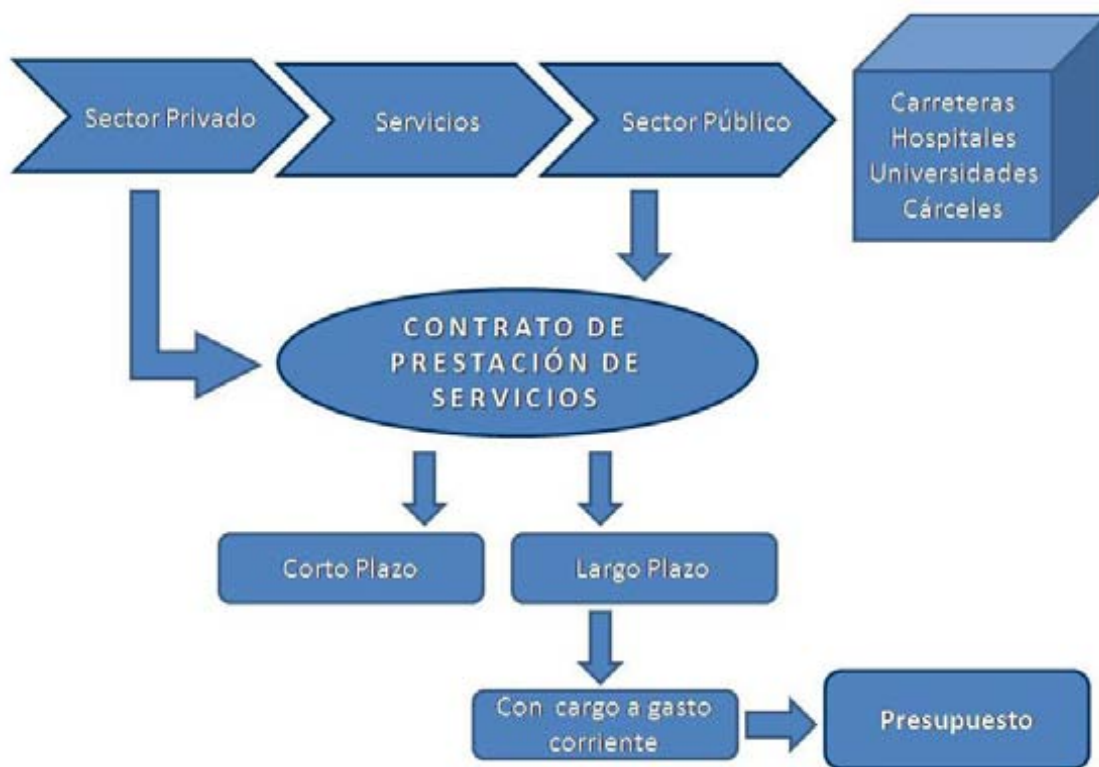 Sector Privado
Servicios
Sector Público
Carreteras
Hospitales
Universidades
Cárceles
CONTRATO DE
PRESTACIÓN DE
SERVICIOS
Corto Plazo
Largo Plazo
Con cargo a gasto
corriente
Presupuesto